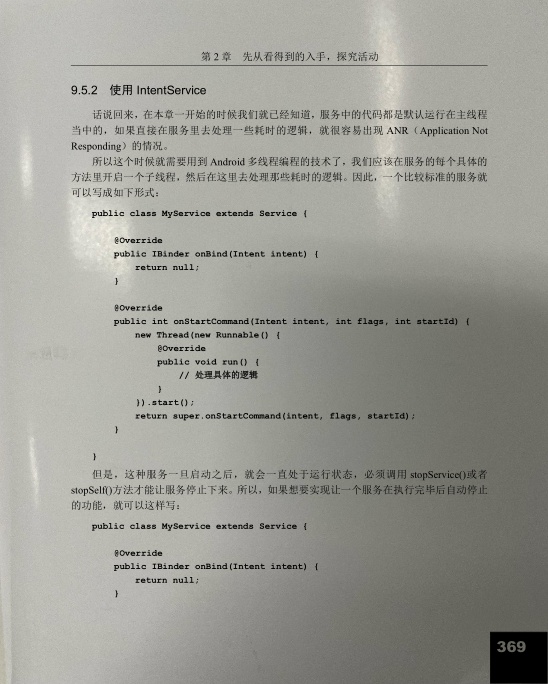 第 2 章 先从看得到的入手，探究活动
9.5.2 使用 IntentService
话说回来，在本章一开始的时候我们就已经知道，服务中的代码都是默认运行在主线程
当中的，如果直接在服务里去处理一些耗时的逻辑，就很容易出现 ANR（Application Not
Responding）的情况。
所以这个时候就需要用到 Android 多线程编程的技术了，我们应该在服务的每个具体的
方法里开启一个子线程，然后在这里去处理那些耗时的逻辑。因此，一个比较标准的服务就
可以写成如下形式：
public class MyService extends Service {
@Override
public IBinder onBind(Intent intent) {
return null;
}
@Override
public int onStartCommand(Intent intent, int flags, int startId) {
new Thread(new Runnable() {
@Override
public void run() {
// 处理具体的逻辑
}
}).start();
return super.onStartCommand(intent, flags, startId);
}
}
但是，这种服务一旦启动之后，就会一直处于运行状态，必须调用 stopService()或者
stopSelf()方法才能让服务停止下来。所以，如果想要实现让一个服务在执行完毕后自动停止
的功能，就可以这样写：
public class MyService extends Service {
@Override
public IBinder onBind(Intent intent) {
return null;
}
369